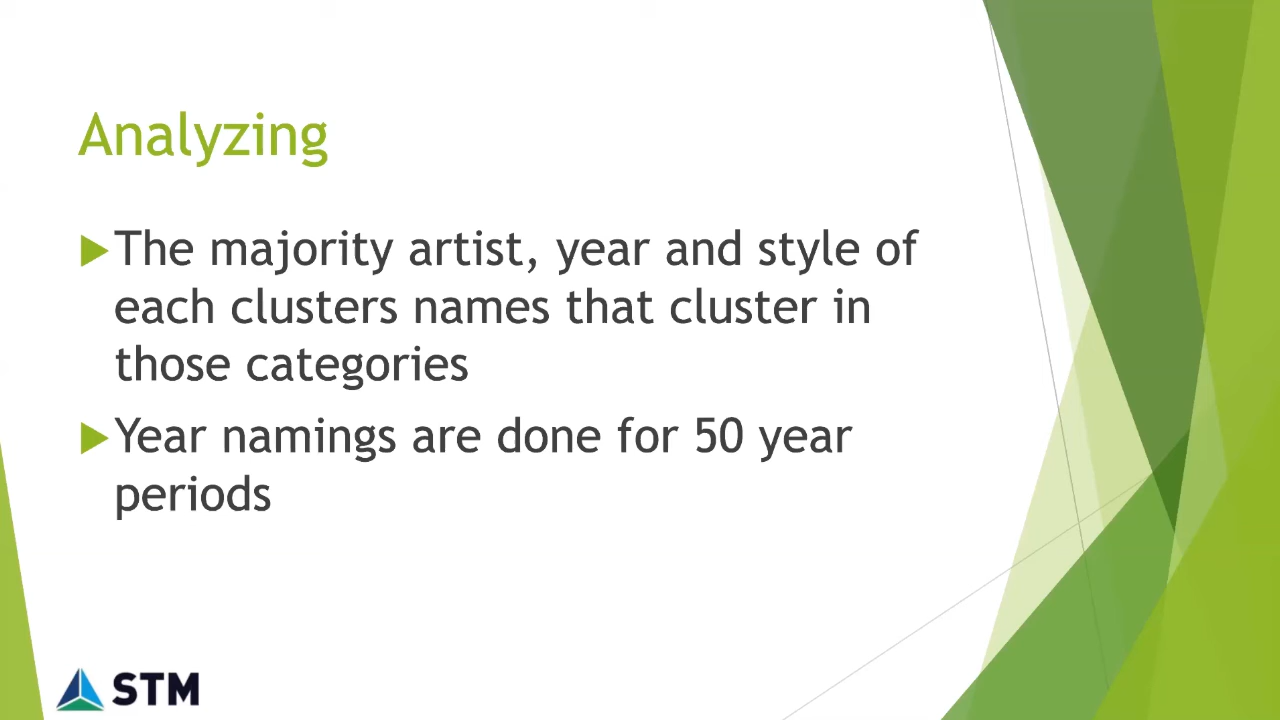 Analyzing
The majority artist, year and style of
each clusters names that cluster in
those categories
Year namings are done for 50 year
periods
STM